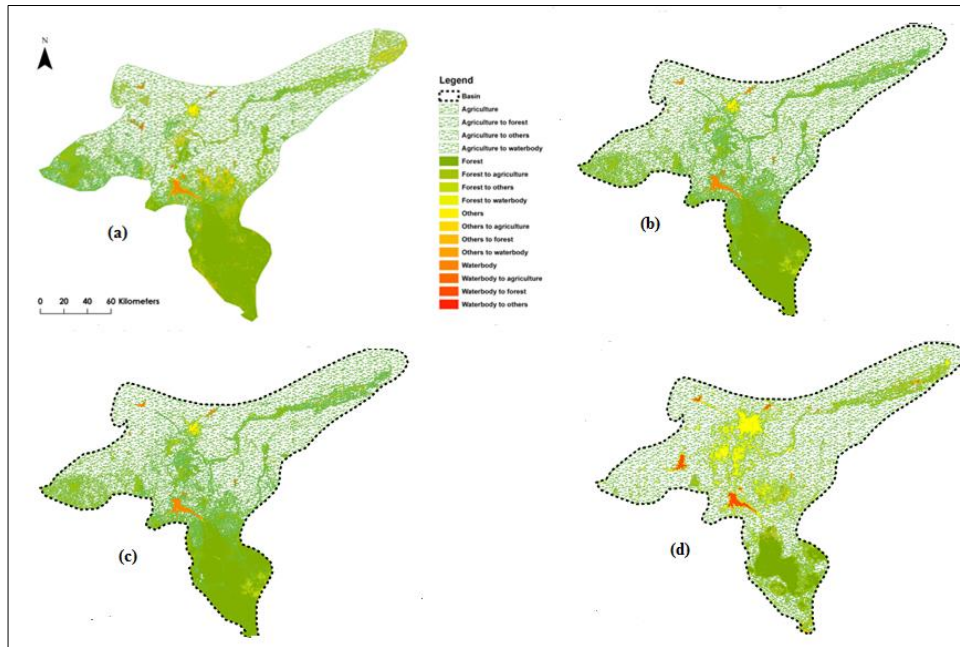 N
(a)
0 20 40 60 Kilometers
Legend
Basin
Agriculture
Agriculture to forest
Agriculture to others
Agriculture to waterbody
Forest
Forest to agriculture
Forest to others
Forest to waterbody
Others
Others to agriculture
Others to forest
Others to waterbody
Waterbody
Waterbody to agriculture
Waterbody to forest
Waterbody to others
(b)
(c)
(d)